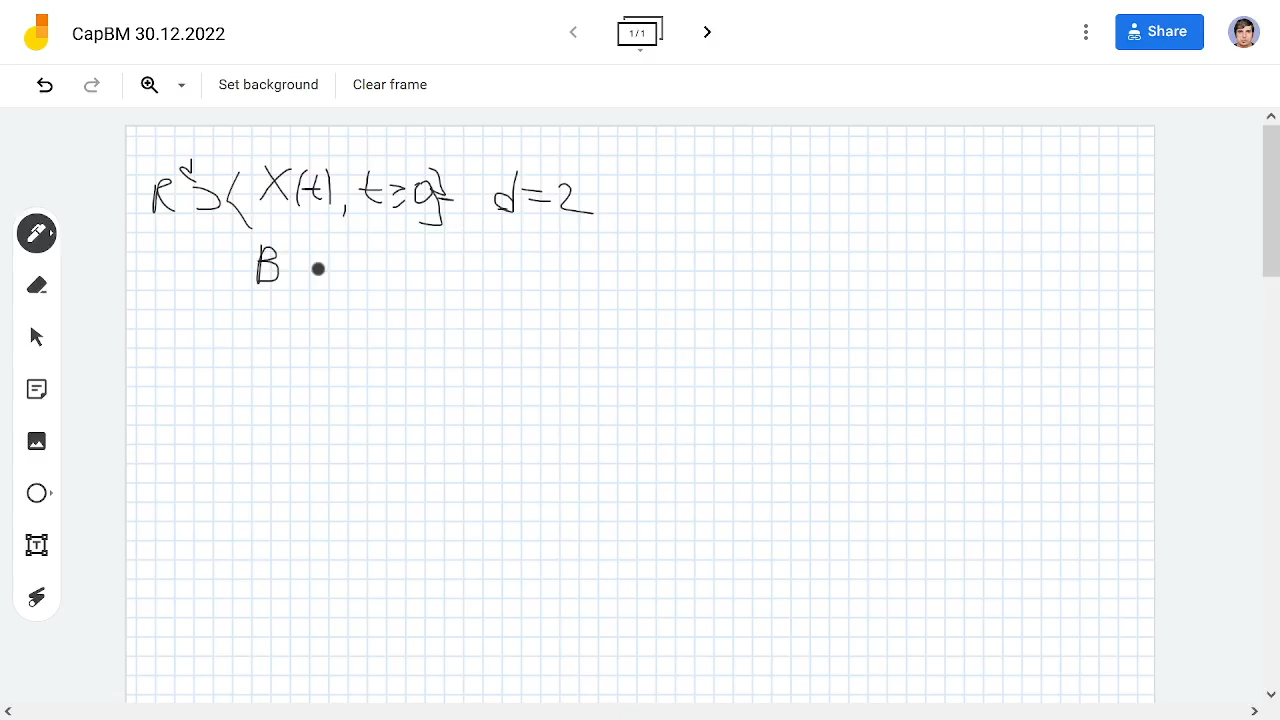 CapBM 30.12.2022
1/1
Share
Set background
Clear frame
R^d ⊃ { X(t), t ≥ 0} d=2
B